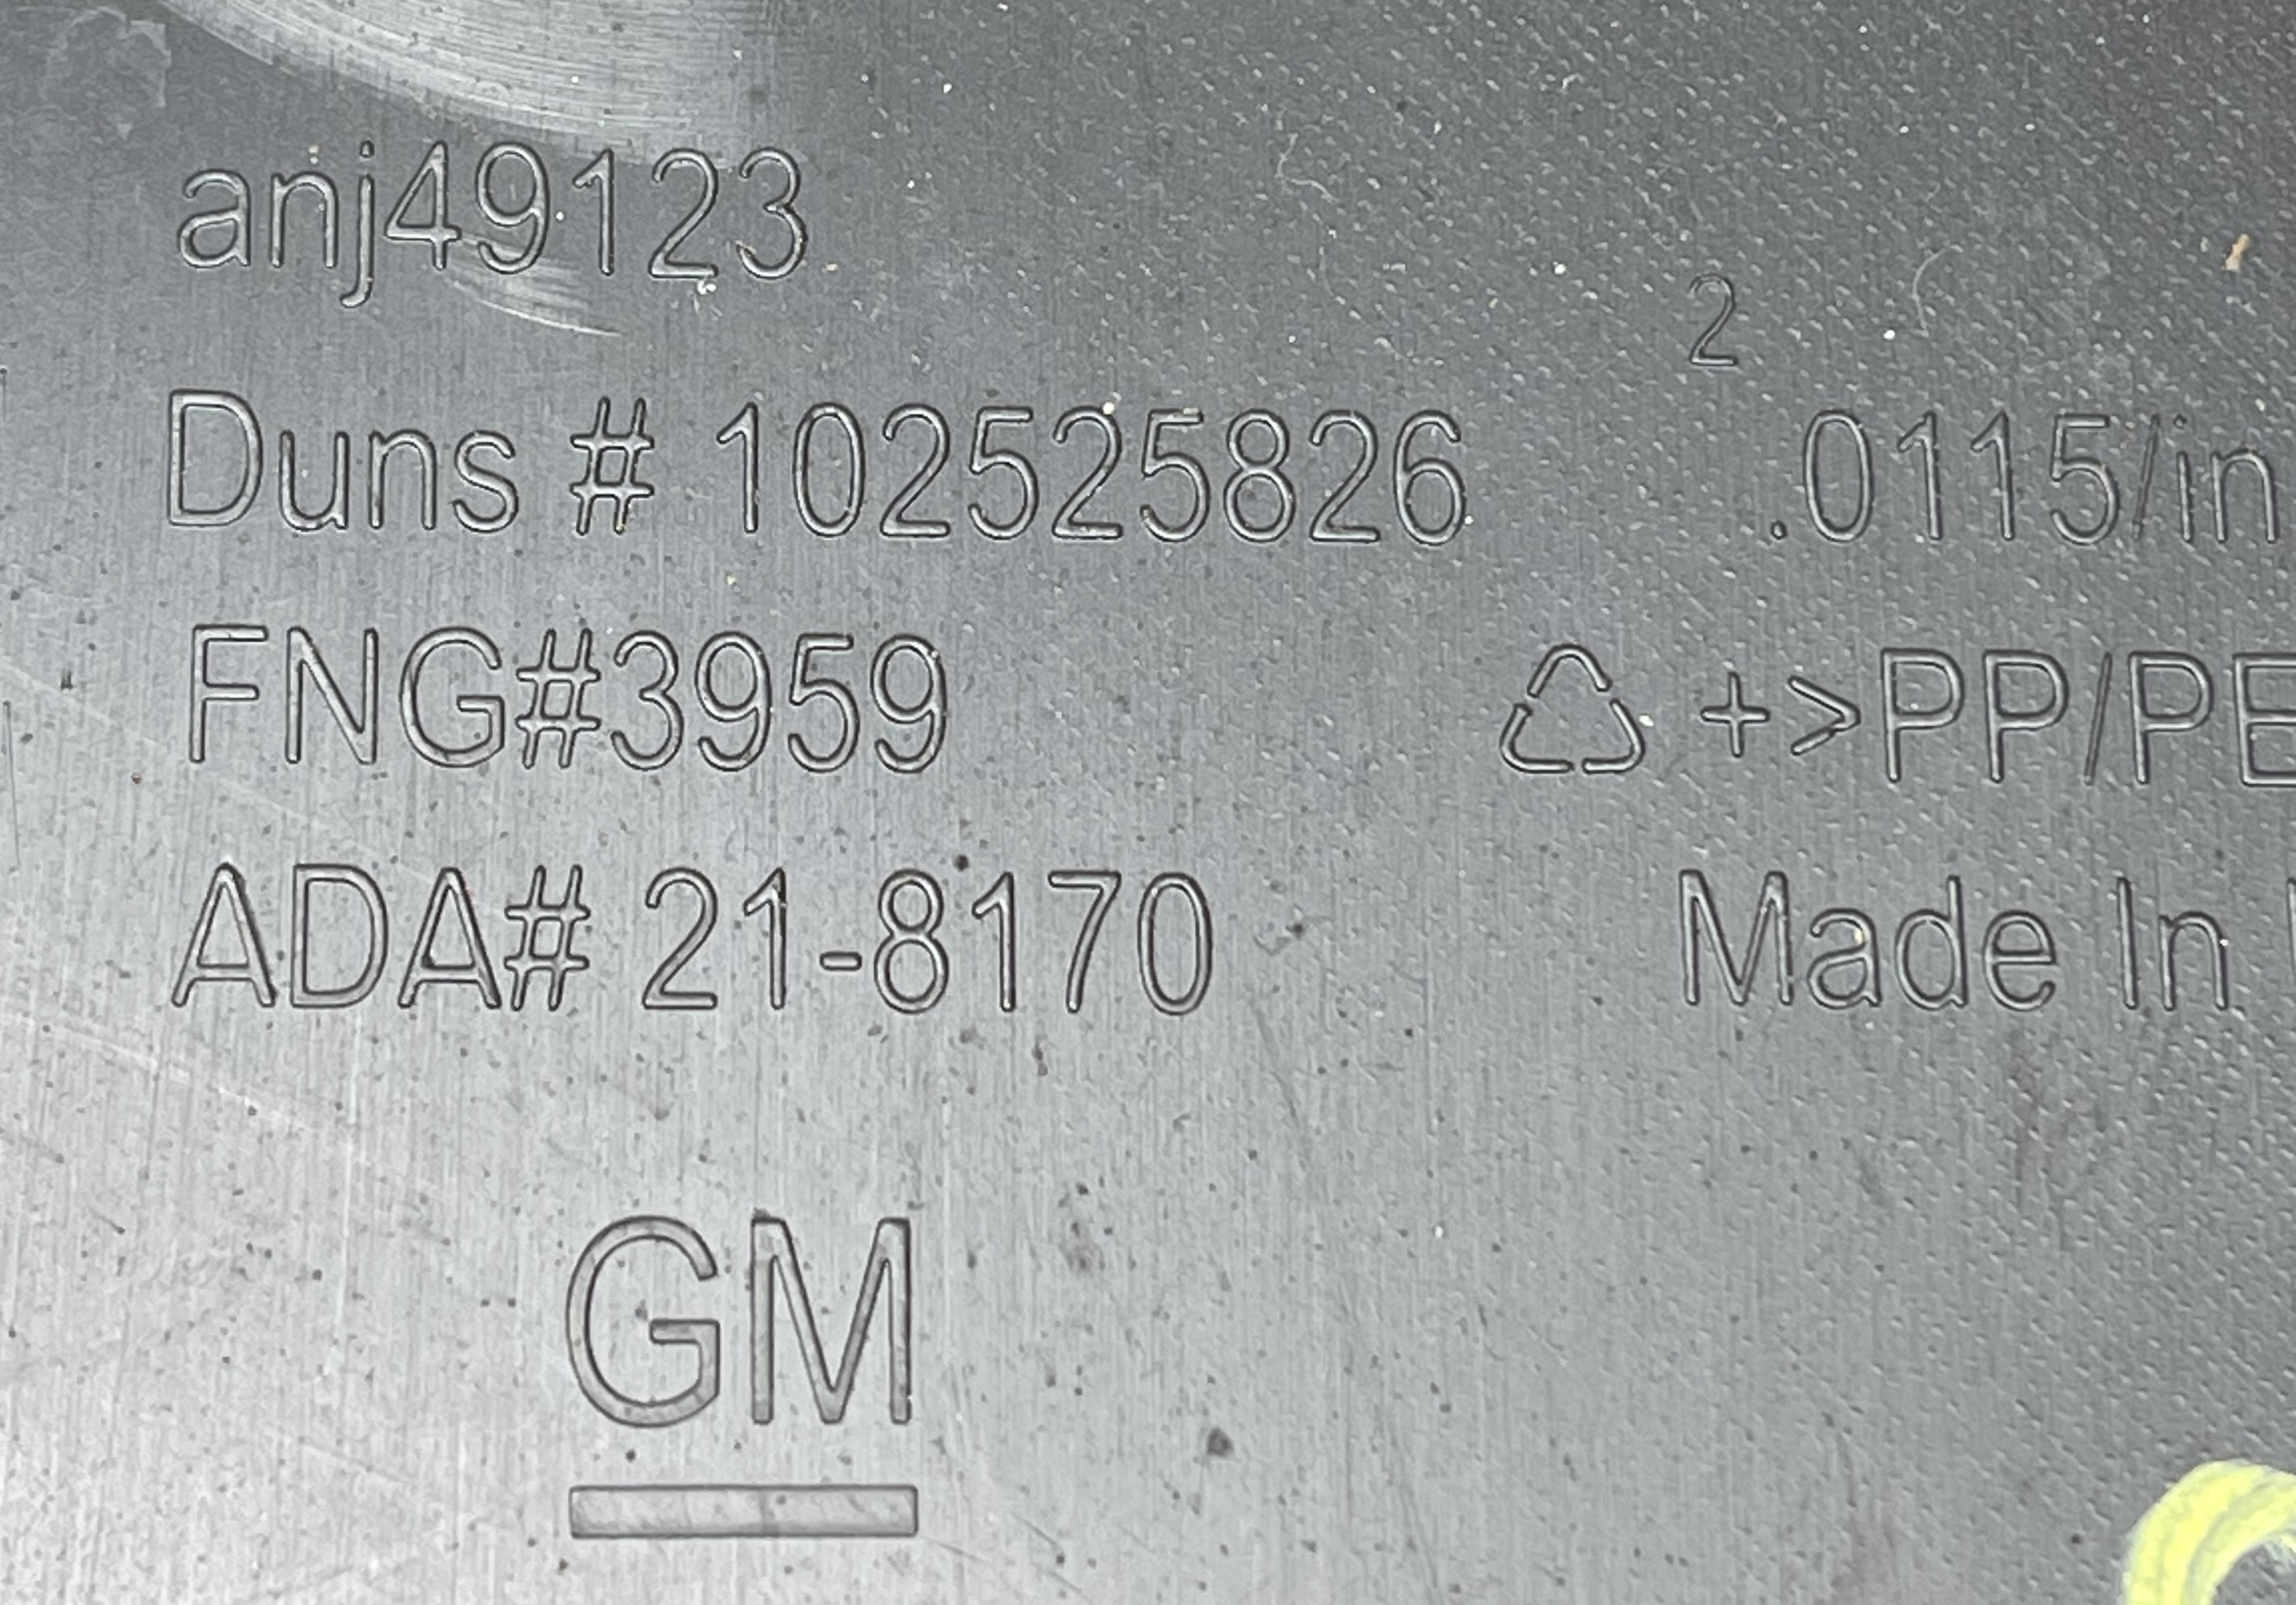 anj49123
2
Duns # 102525826 .0115/in
FNG#3959 +>PP/PE
ADA# 21-8170 Made In
GM